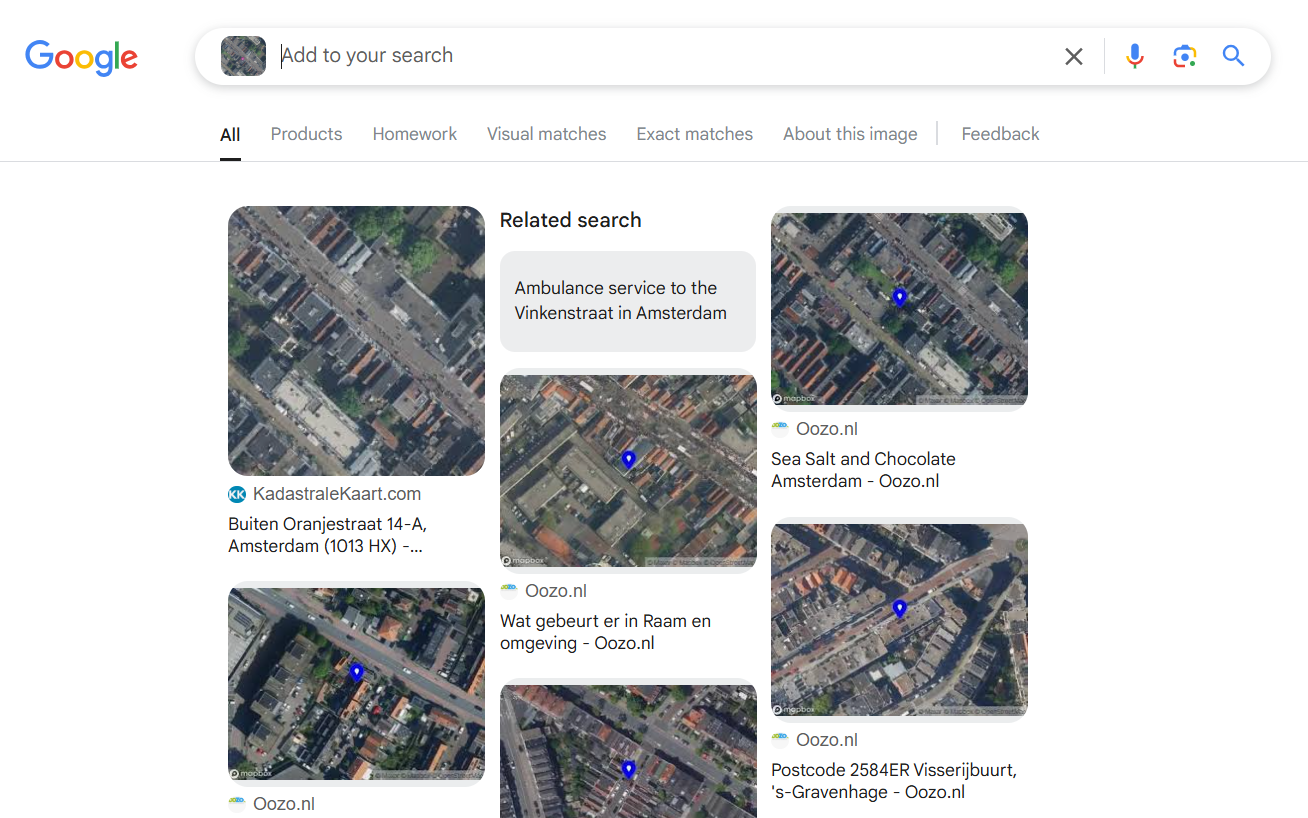 Google
Add to your search
All
Products
Homework
Visual matches
Exact matches
About this image
Feedback
KK
KadastraleKaart.com
Buiten Oranjestraat 14-A,
Amsterdam (1013 HX) -...
mapbox
Oozo.nl
Related search
Ambulance service to the
Vinkenstraat in Amsterdam
mapbox
Oozo.nl
Wat gebeurt er in Raam en
omgeving - Oozo.nl
mapbox
Oozo.nl
Sea Salt and Chocolate
Amsterdam - Oozo.nl
mapbox
Oozo.nl
Postcode 2584ER Visserijbuurt,
's-Gravenhage - Oozo.nl